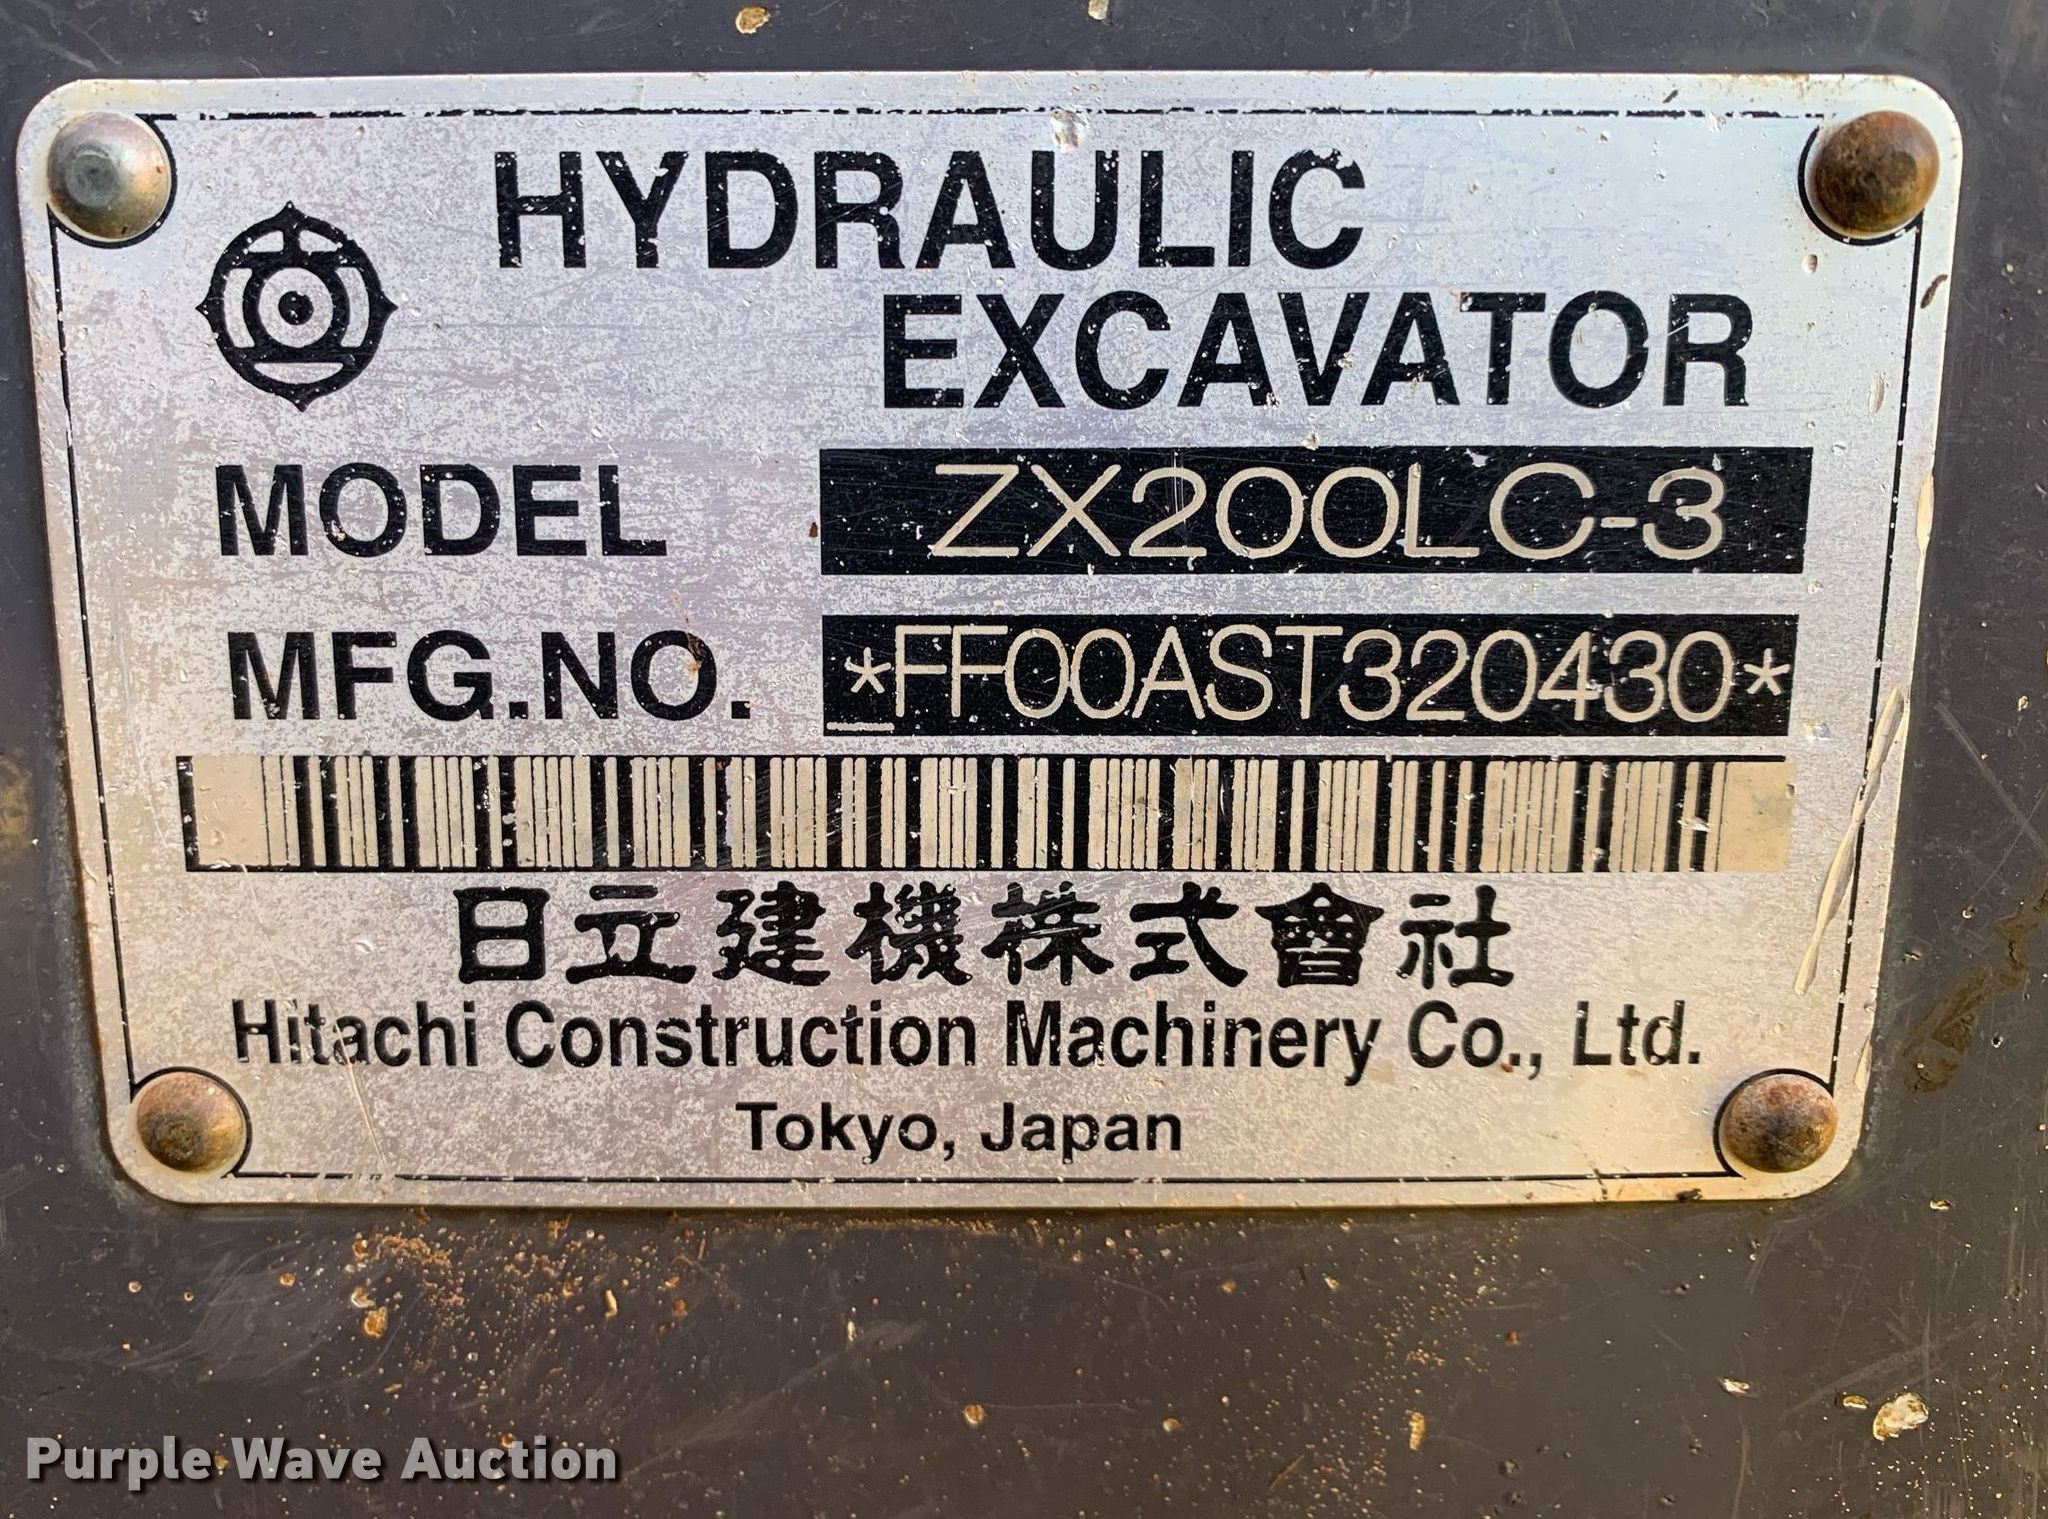 HYDRAULIC
EXCAVATOR
MODEL ZX200LC-3
MFG.NO. *FF00AST320430*
日立建機株式會社
Hitachi Construction Machinery Co., Ltd.
Tokyo, Japan
Purple Wave Auction